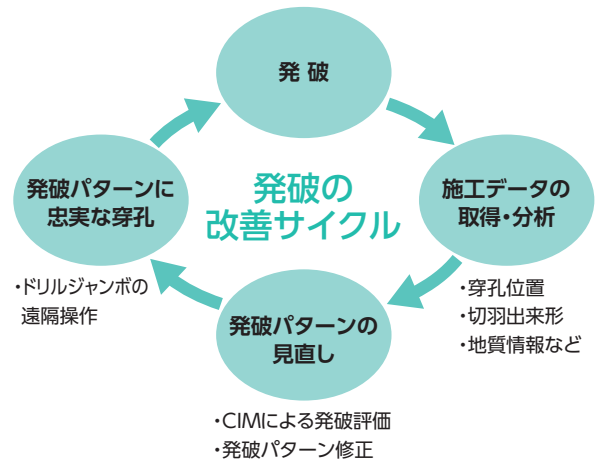 発破
発破の
改善サイクル
施工データの
取得・分析
・穿孔位置
・切羽出来形
・地質情報など
発破パターンの
見直し
・CIMによる発破評価
・発破パターン修正
発破パターンに
忠実な穿孔
・ドリルジャンボの
遠隔操作